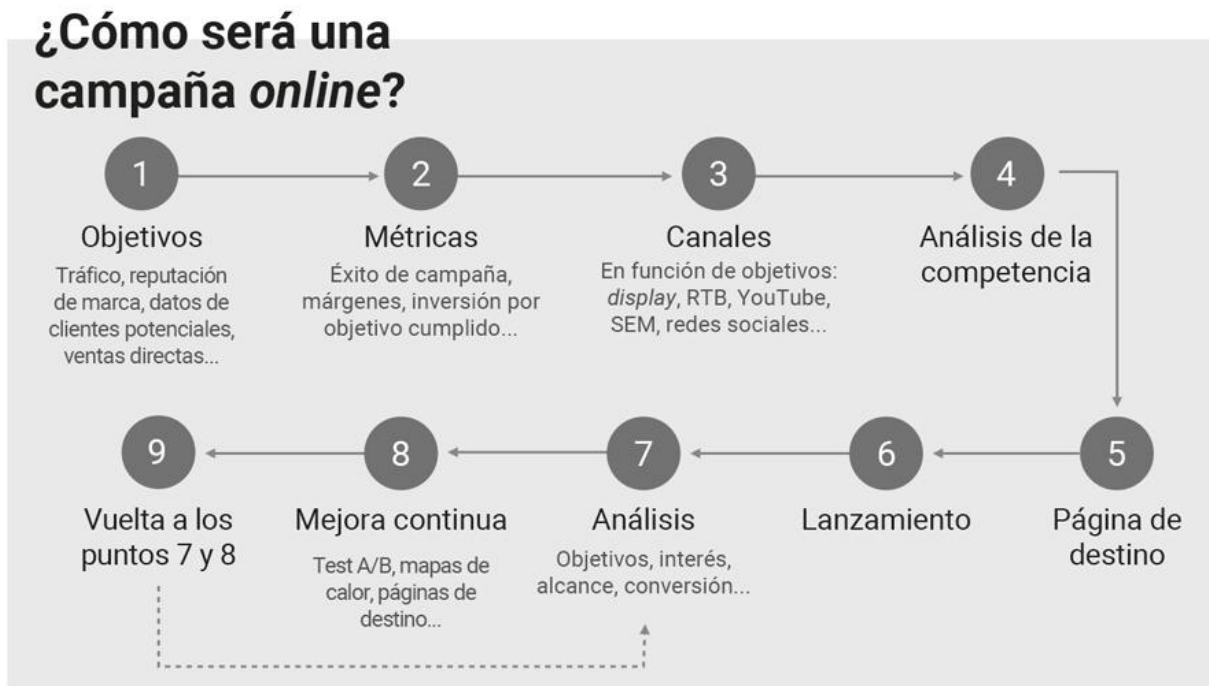 ¿Cómo será una
campaña online?
1
Objetivos
Tráfico, reputación
de marca, datos de
clientes potenciales,
ventas directas...
2
Métricas
Éxito de campaña,
márgenes, inversión por
objetivo cumplido...
3
Canales
En función de objetivos:
display, RTB, YouTube,
SEM, redes sociales...
4
Análisis de la
competencia
5
Página de
destino
6
Lanzamiento
7
Análisis
Objetivos, interés,
alcance, conversión...
8
Mejora continua
Test A/B, mapas de
calor, páginas de
destino...
9
Vuelta a los
puntos 7 y 8